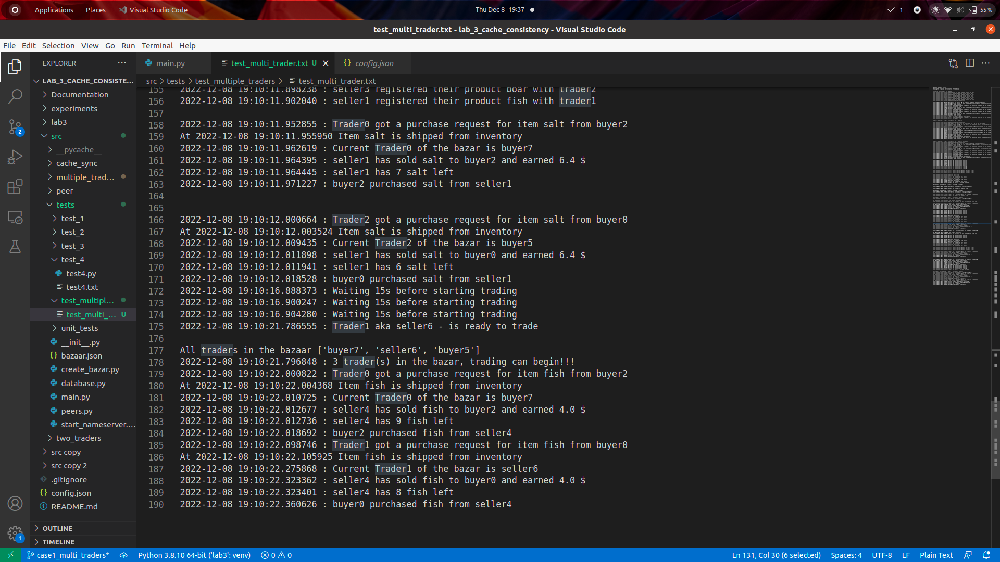 Applications Places Visual Studio Code Thu Dec 8 19:37 1 55 %
test_multi_trader.txt - lab_3_cache_consistency - Visual Studio Code
File Edit Selection View Go Run Terminal Help
EXPLORER
main.py test_multi_trader.txt U config.json
src > tests > test_multiple_traders > test_multi_trader.txt
LAB_3_CACHE_CONSISTE...
Documentation
experiments
lab3
src
__pycache__
cache_sync
multiple_trad...
peer
tests
test_1
test_2
test_3
test_4
test4.py
test4.txt
test_multipl...
test_multi_... U
unit_tests
__init__.py
bazaar.json
create_bazar.py
database.py
main.py
peers.py
start_nameserver....
two_traders
src copy
src copy 2
.gitignore
config.json
README.md
OUTLINE
TIMELINE
2
1
155 2022-12-08 19:10:11.898238 : seller3 registered their product boar with trader2
156 2022-12-08 19:10:11.902040 : seller1 registered their product fish with trader1
157
158 2022-12-08 19:10:11.952855 : Trader0 got a purchase request for item salt from buyer2
159 At 2022-12-08 19:10:11.955950 Item salt is shipped from inventory
160 2022-12-08 19:10:11.962619 : Current Trader0 of the bazar is buyer7
161 2022-12-08 19:10:11.964395 : seller1 has sold salt to buyer2 and earned 6.4 $
162 2022-12-08 19:10:11.964445 : seller1 has 7 salt left
163 2022-12-08 19:10:11.971227 : buyer2 purchased salt from seller1
164
165
166 2022-12-08 19:10:12.000664 : Trader2 got a purchase request for item salt from buyer0
167 At 2022-12-08 19:10:12.003524 Item salt is shipped from inventory
168 2022-12-08 19:10:12.009435 : Current Trader2 of the bazar is buyer5
169 2022-12-08 19:10:12.011898 : seller1 has sold salt to buyer0 and earned 6.4 $
170 2022-12-08 19:10:12.011941 : seller1 has 6 salt left
171 2022-12-08 19:10:12.018528 : buyer0 purchased salt from seller1
172 2022-12-08 19:10:16.888373 : Waiting 15s before starting trading
173 2022-12-08 19:10:16.900247 : Waiting 15s before starting trading
174 2022-12-08 19:10:16.904280 : Waiting 15s before starting trading
175 2022-12-08 19:10:21.786555 : Trader1 aka seller6 - is ready to trade
176
177 All traders in the bazaar ['buyer7', 'seller6', 'buyer5']
178 2022-12-08 19:10:21.796848 : 3 trader(s) in the bazar, trading can begin!!!
179 2022-12-08 19:10:22.000822 : Trader0 got a purchase request for item fish from buyer2
180 At 2022-12-08 19:10:22.004368 Item fish is shipped from inventory
181 2022-12-08 19:10:22.010725 : Current Trader0 of the bazar is buyer7
182 2022-12-08 19:10:22.012677 : seller4 has sold fish to buyer2 and earned 4.0 $
183 2022-12-08 19:10:22.012736 : seller4 has 9 fish left
184 2022-12-08 19:10:22.018692 : buyer2 purchased fish from seller4
185 2022-12-08 19:10:22.098746 : Trader1 got a purchase request for item fish from buyer0
186 At 2022-12-08 19:10:22.105925 Item fish is shipped from inventory
187 2022-12-08 19:10:22.275868 : Current Trader1 of the bazar is seller6
188 2022-12-08 19:10:22.323362 : seller4 has sold fish to buyer0 and earned 4.0 $
189 2022-12-08 19:10:22.323401 : seller4 has 8 fish left
190 2022-12-08 19:10:22.360626 : buyer0 purchased fish from seller4
case1_multi_traders* Python 3.8.10 64-bit ('lab3': venv) 0 0 Ln 131, Col 30 (6 selected) Spaces: 4 UTF-8 LF Plain Text